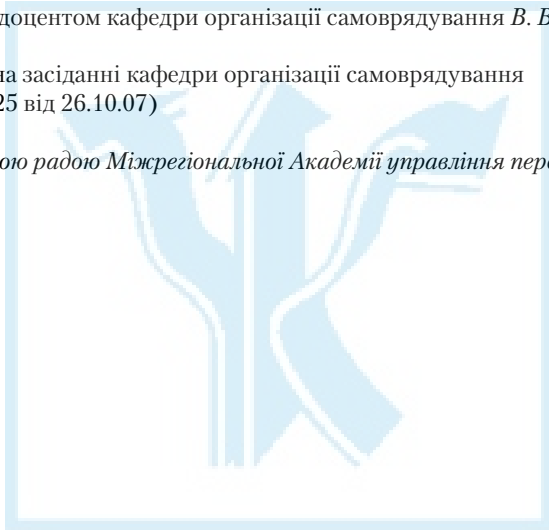 доцентом кафедри організації самоврядування В. Б
на засіданні кафедри організації самоврядування
25 від 26.10.07)
ою радою Міжрегіональної Академії управління перс